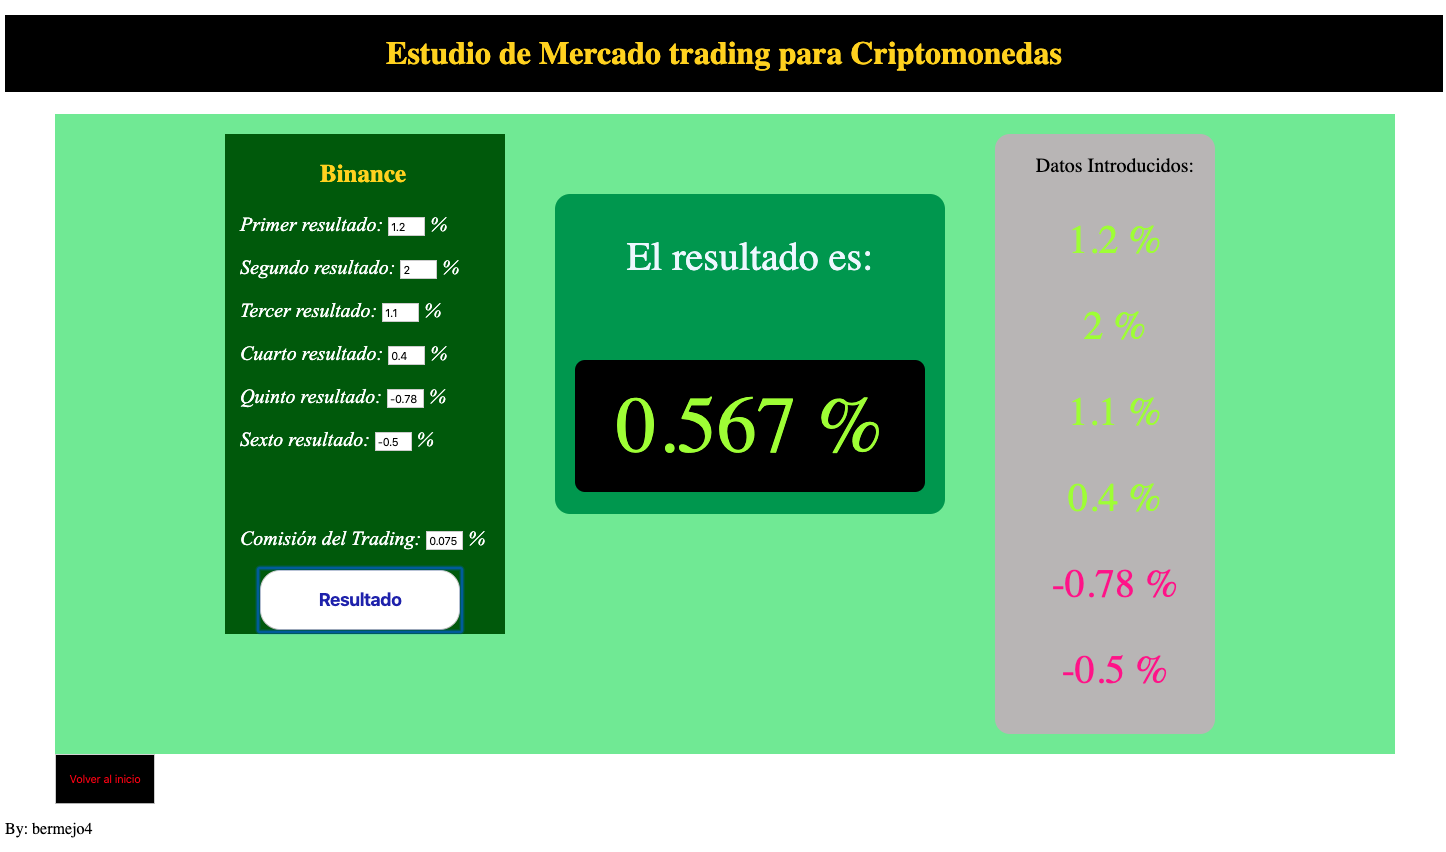 Estudio de Mercado trading para Criptomonedas
Binance
Primer resultado: 1.2 %
Segundo resultado: 2 %
Tercer resultado: 1.1 %
Cuarto resultado: 0.4 %
Quinto resultado: -0.78 %
Sexto resultado: -0.5 %
Comisión del Trading: 0.075 %
Resultado
El resultado es:
0.567 %
Datos Introducidos:
1.2 %
2 %
1.1 %
0.4 %
-0.78 %
-0.5 %
Volver al inicio
By: bermejo4